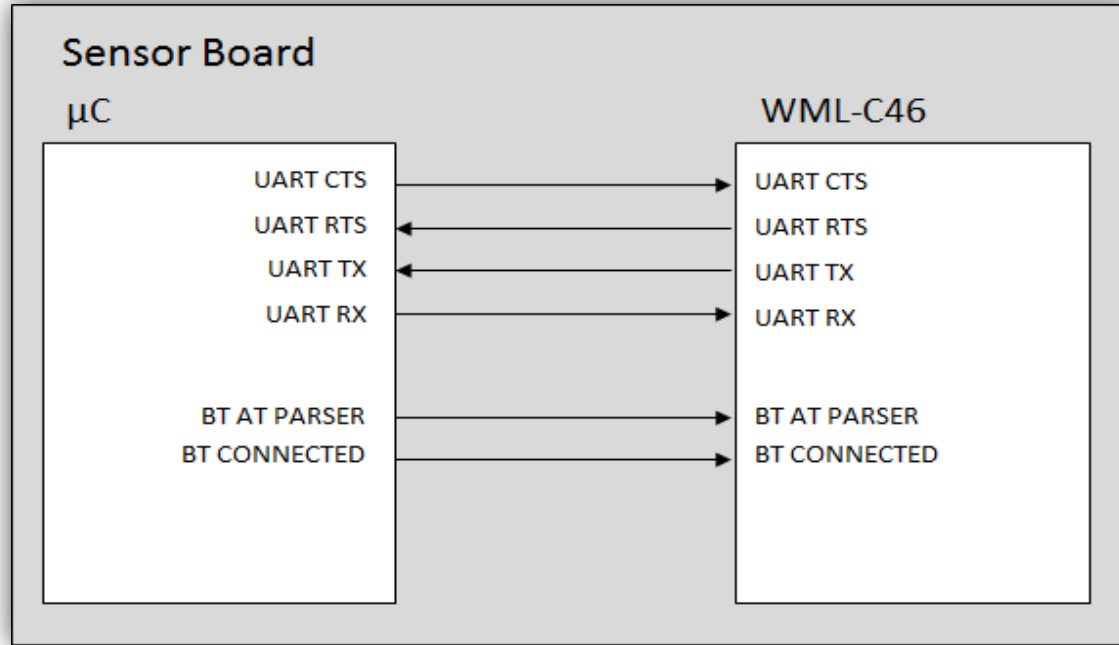 Sensor Board
µC
WML-C46
UART CTS
UART RTS
UART TX
UART RX
BT AT PARSER
BT CONNECTED
UART CTS
UART RTS
UART TX
UART RX
BT AT PARSER
BT CONNECTED